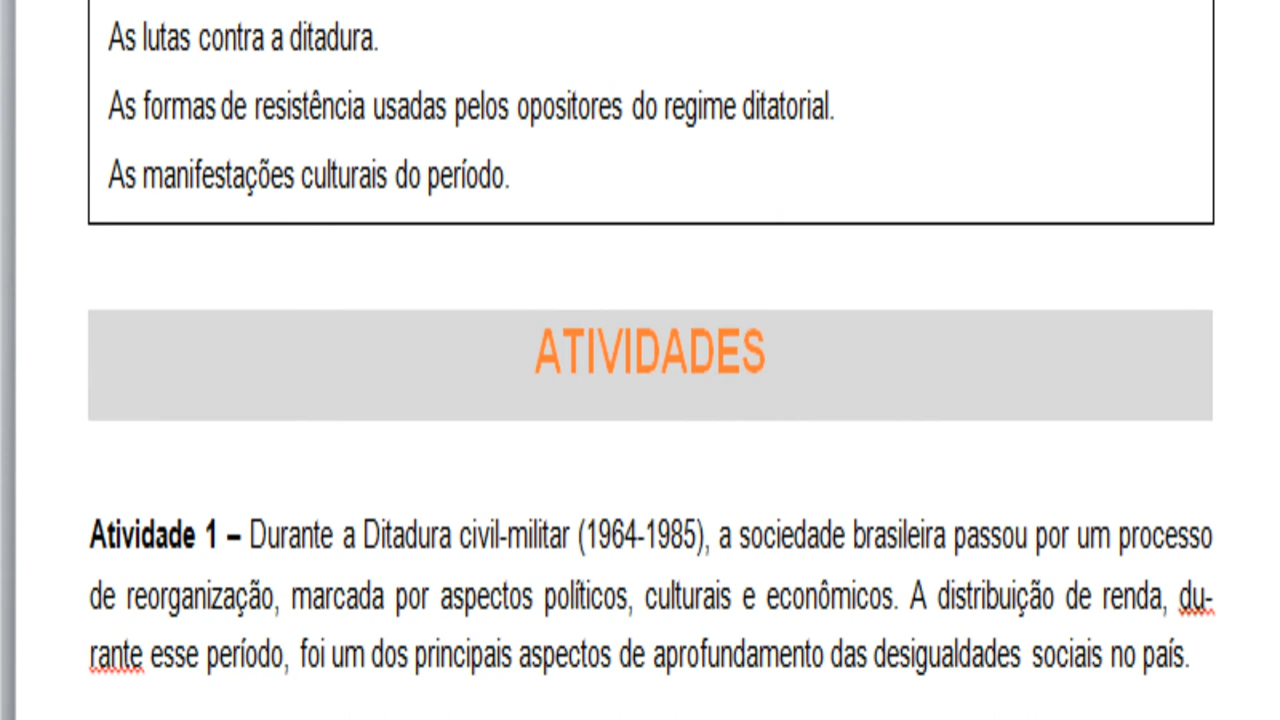 As lutas contra a ditadura.
As formas de resistência usadas pelos opositores do regime ditatorial.
As manifestações culturais do período.
ATIVIDADES
Atividade 1 – Durante a Ditadura civil-militar (1964-1985), a sociedade brasileira passou por um processo
de reorganização, marcada por aspectos políticos, culturais e econômicos. A distribuição de renda, du-
rante esse período, foi um dos principais aspectos de aprofundamento das desigualdades sociais no país.